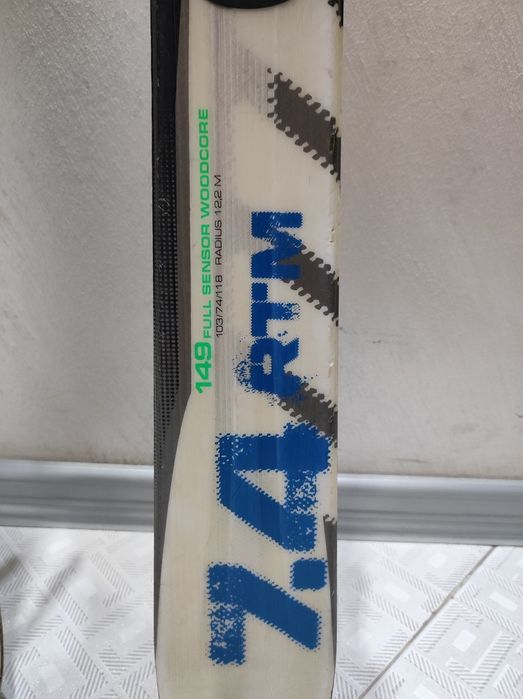 149 FULL SENSOR WOODCORE
103/74/118 RADIUS 12,2 M
7.4 RTM